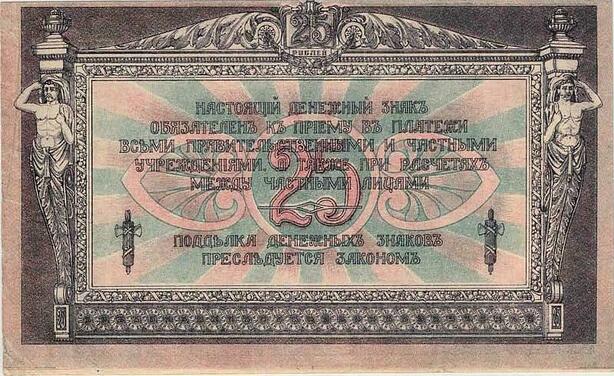 25
РУБЛЕЙ
НАСТОЯЩІЙ ДЕНЕЖНЫЙ ЗНАКЪ
ОБЯЗАТЕЛЕНЪ КЪ ПРІЕМУ ВЪ ПЛАТЕЖИ
ВСѢМИ ПРАВИТЕЛЬСТВЕННЫМИ И ЧАСТНЫМИ
УЧРЕЖДЕНІЯМИ, А ТАКЖЕ ПРИ РАСЧЕТАХЪ
МЕЖДУ ЧАСТНЫМИ ЛИЦАМИ
25
ПОДДѢЛКА ДЕНЕЖНЫХЪ ЗНАКОВЪ
ПРЕСЛѢДУЕТСЯ ЗАКОНОМЪ